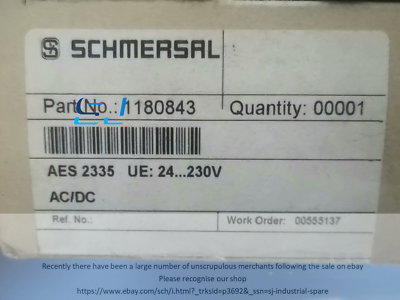 SCHMERSAL
Part No.: 1180843 Quantity: 00001
AES 2335 UE: 24...230V
AC/DC
Ref. No.: Work Order: 00555137
Recently there have been a large number of unscrupulous merchants following the sale on ebay
Please recognise our shop
https://www.ebay.com/sch/i.html?_trksid=p3692&_ssn=sj-industrial-spare